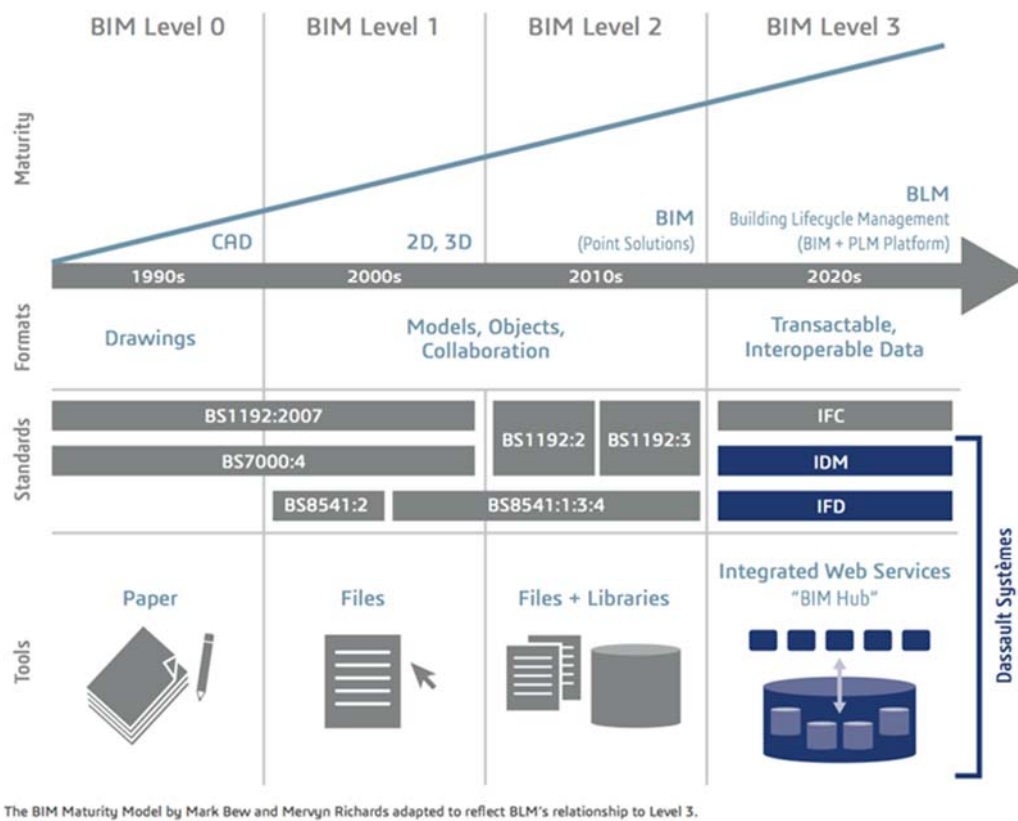 BIM Level 0
BIM Level 1
BIM Level 2
BIM Level 3
Maturity
CAD
2D, 3D
BIM
(Point Solutions)
BLM
Building Lifecycle Management
(BIM + PLM Platform)
1990s
2000s
2010s
2020s
Formats
Drawings
Models, Objects,
Collaboration
Transactable,
Interoperable Data
Standards
BS1192:2007
BS7000:4
BS8541:2
BS8541:1:3:4
BS1192:2
BS1192:3
IFC
IDM
IFD
Tools
Paper
Files
Files + Libraries
Integrated Web Services
"BIM Hub"
Dassault Systèmes
The BIM Maturity Model by Mark Bew and Mervyn Richards adapted to reflect BLM's relationship to Level 3.